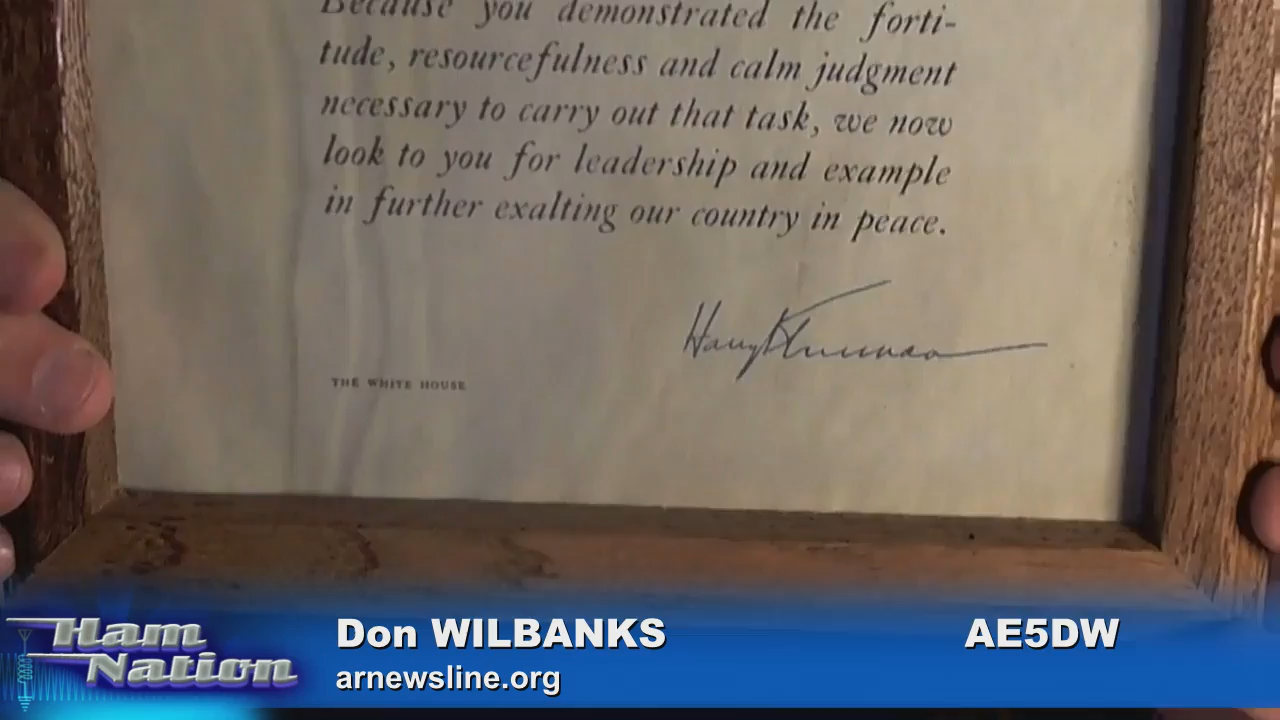 Because you demonstrated the forti-
tude, resourcefulness and calm judgment
necessary to carry out that task, we now
look to you for leadership and example
in further exalting our country in peace.
Harry S Truman
THE WHITE HOUSE
Ham
Nation
Don WILBANKS
AE5DW
arnewsline.org